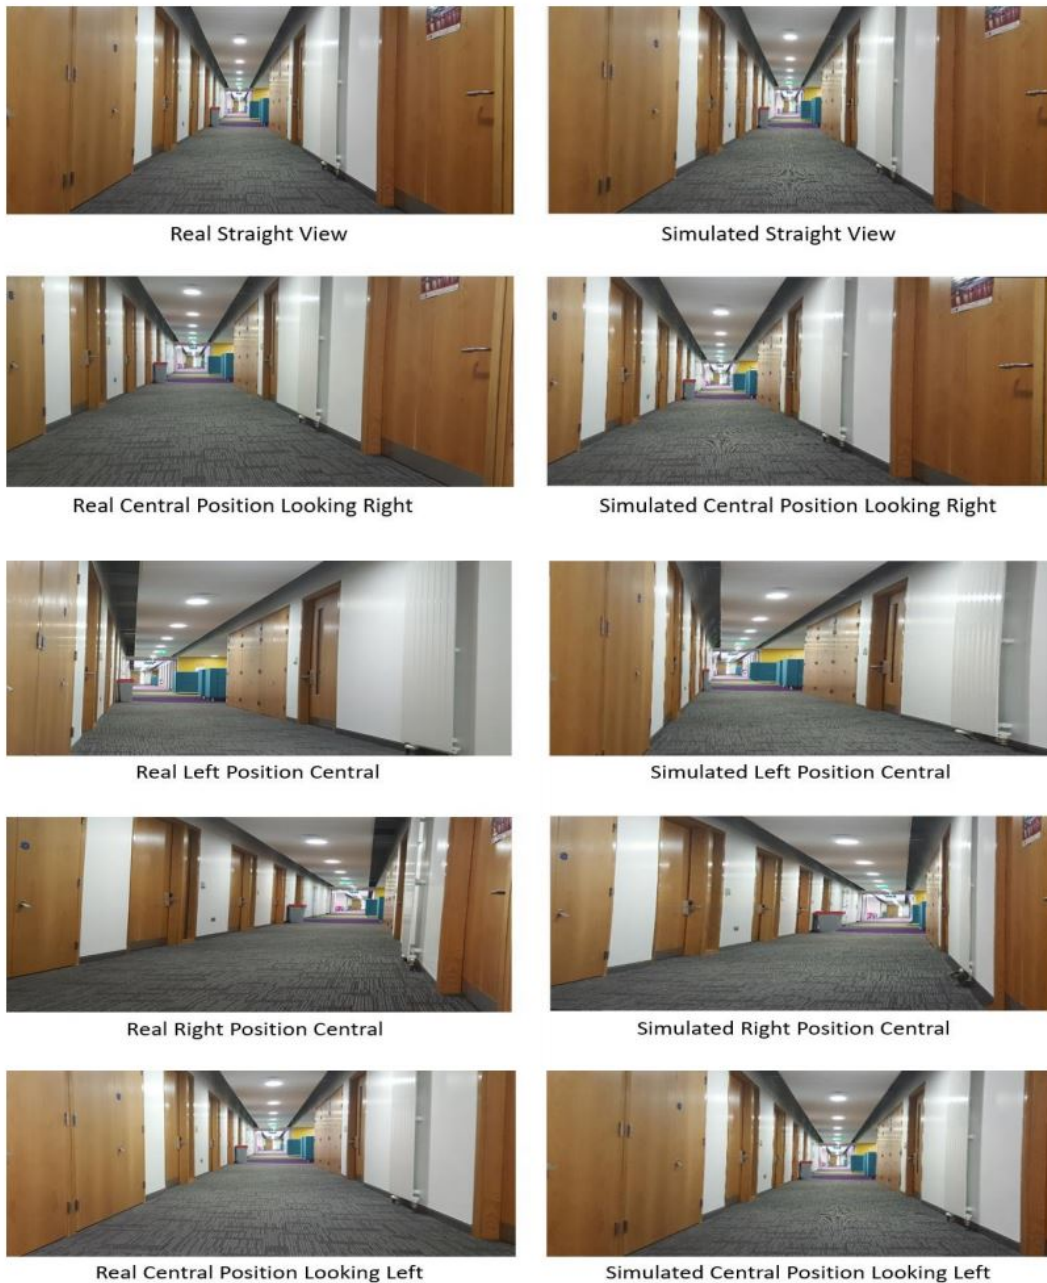 Real Straight View
Simulated Straight View
Real Central Position Looking Right
Simulated Central Position Looking Right
Real Left Position Central
Simulated Left Position Central
Real Right Position Central
Simulated Right Position Central
Real Central Position Looking Left
Simulated Central Position Looking Left